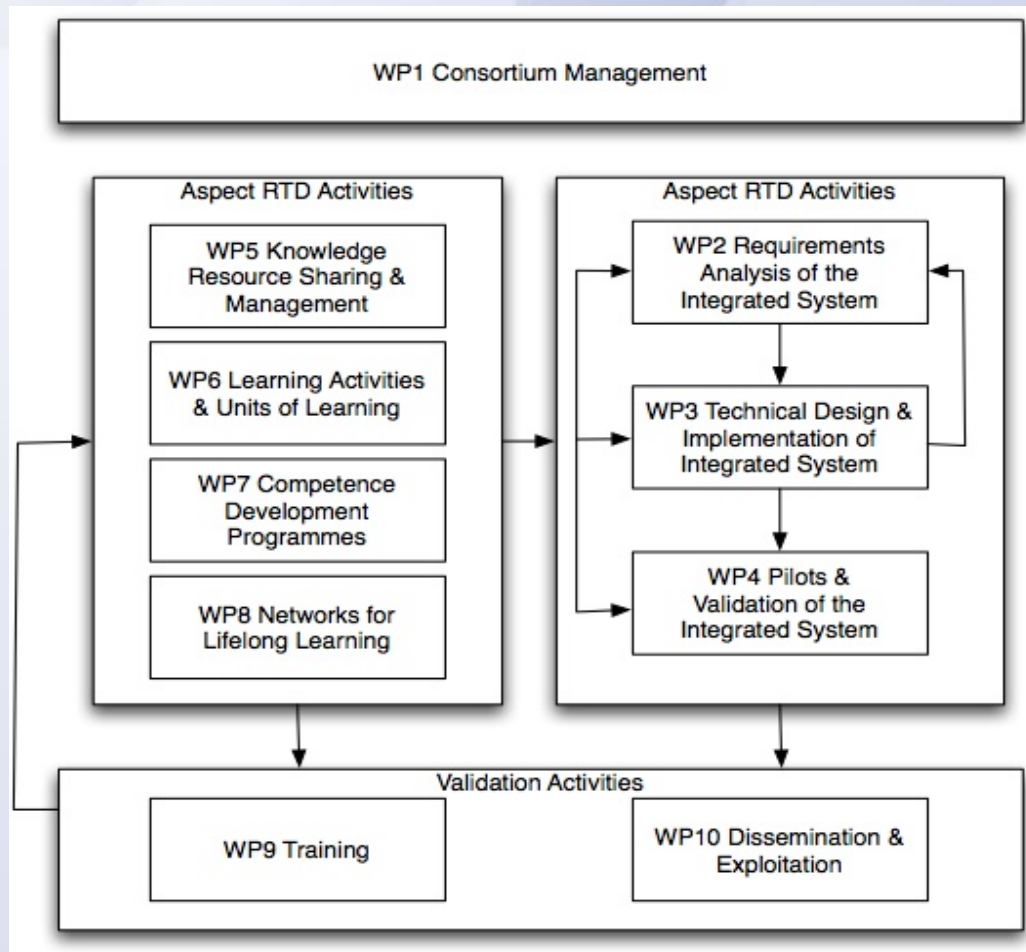 WP1 Consortium Management
Aspect RTD Activities
WP5 Knowledge
Resource Sharing &
Management
WP6 Learning Activities
& Units of Learning
WP7 Competence
Development
Programmes
WP8 Networks for
Lifelong Learning
Aspect RTD Activities
WP2 Requirements
Analysis of the
Integrated System
WP3 Technical Design &
Implementation of
Integrated System
WP4 Pilots &
Validation of the
Integrated System
Validation Activities
WP9 Training
WP10 Dissemination &
Exploitation